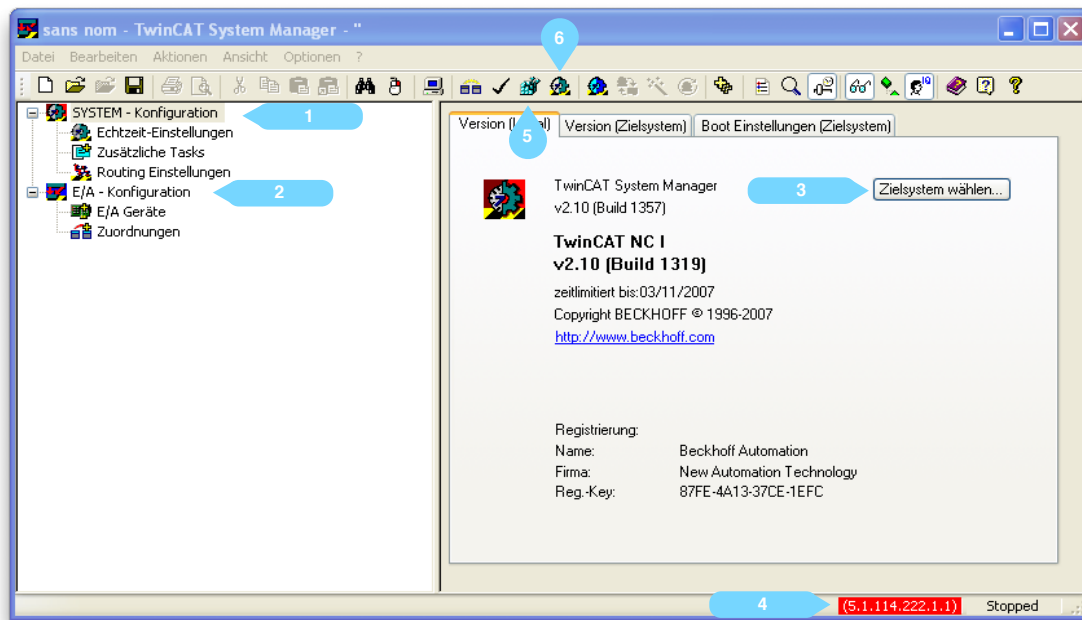 sans nom - TwinCAT System Manager - "
Datei Bearbeiten Aktionen Ansicht Optionen ?
6
SYSTEM - Konfiguration
1
Echtzeit-Einstellungen
Zusätzliche Tasks
Routing Einstellungen
E/A - Konfiguration
2
E/A Geräte
Zuordnungen
Version Version (Zielsystem) Boot Einstellungen (Zielsystem)
5
TwinCAT System Manager
v2.10 (Build 1357)
3
Zielsystem wählen...
TwinCAT NC I
v2.10 (Build 1319)
zeitlimitiert bis:03/11/2007
Copyright BECKHOFF © 1996-2007
http://www.beckhoff.com
Registrierung:
Name: Beckhoff Automation
Firma: New Automation Technology
Reg.-Key: 87FE-4A13-37CE-1EFC
4
(5.1.114.222.1.1) Stopped